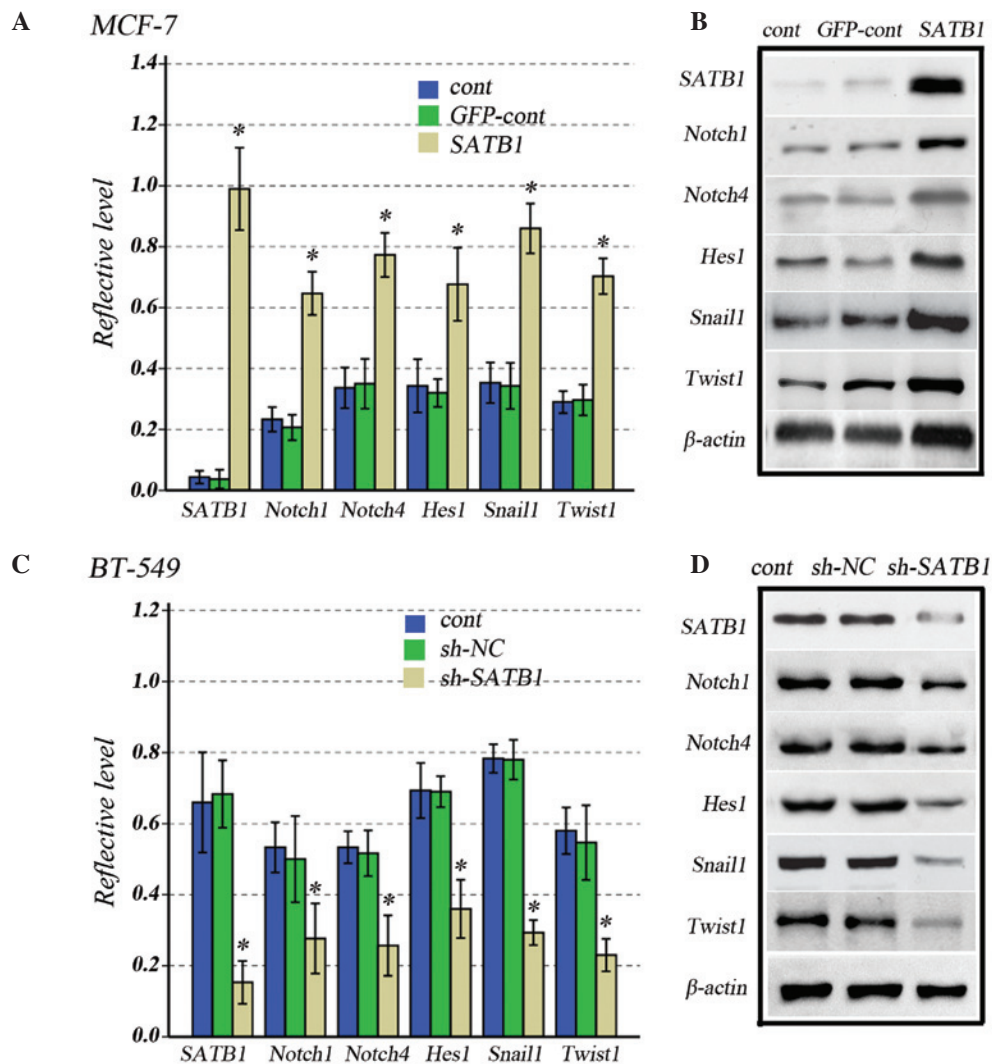 A
MCF-7
Reflective level
1.4
1.2
1.0
0.8
0.6
0.4
0.2
0.0
cont
GFP-cont
SATB1
* * * * * *
SATB1 Notch1 Notch4 Hes1 Snail1 Twist1
B
cont GFP-cont SATB1
SATB1
Notch1
Notch4
Hes1
Snail1
Twist1
β-actin
C
BT-549
Reflective level
1.2
1.0
0.8
0.6
0.4
0.2
0.0
cont
sh-NC
sh-SATB1
* * * * * *
SATB1 Notch1 Notch4 Hes1 Snail1 Twist1
D
cont sh-NC sh-SATB1
SATB1
Notch1
Notch4
Hes1
Snail1
Twist1
β-actin